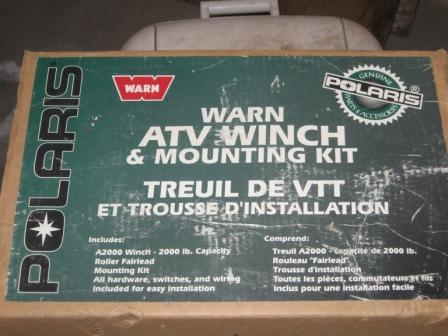 POLARIS®
WARN
GENUINE
POLARIS®
PARTS & ACCESSORIES
WARN
ATV WINCH
& MOUNTING KIT
TREUIL DE VTT
ET TROUSSE D'INSTALLATION
Includes:
A2000 Winch - 2000 lb. Capacity
Roller Fairlead
Mounting Kit
All hardware, switches, and wiring
included for easy installation
Comprend:
Treuil A2000 - capacité de 2000 lb.
Rouleau "Fairlead"
Trousse d'installation
Toutes les pièces, commutateurs et fils
inclus pour une installation facile